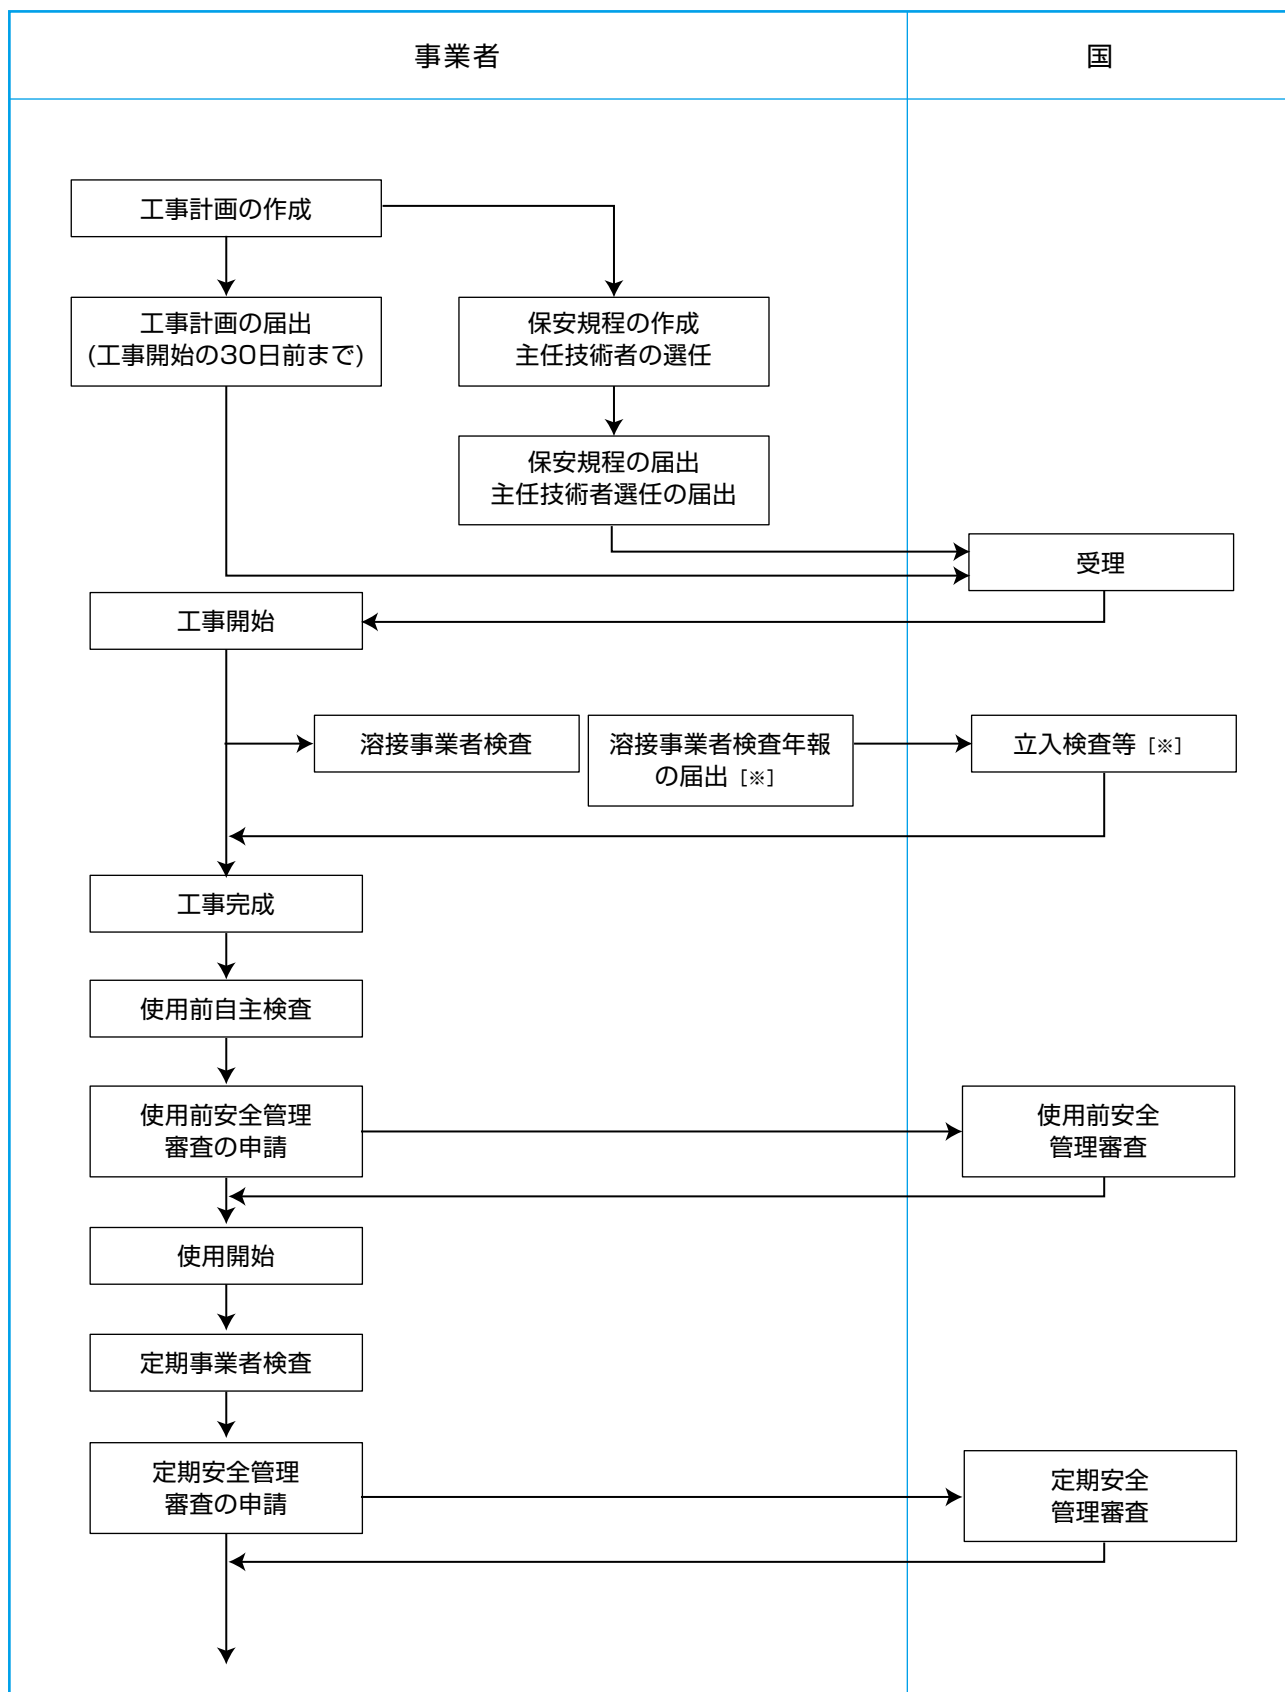 事業者
国
工事計画の作成
工事計画の届出
(工事開始の30日前まで)
保安規程の作成
主任技術者の選任
保安規程の届出
主任技術者選任の届出
受理
工事開始
溶接事業者検査
溶接事業者検査年報
の届出 [※]
立入検査等 [※]
工事完成
使用前自主検査
使用前安全管理
審査の申請
使用前安全
管理審査
使用開始
定期事業者検査
定期安全管理
審査の申請
定期安全
管理審査